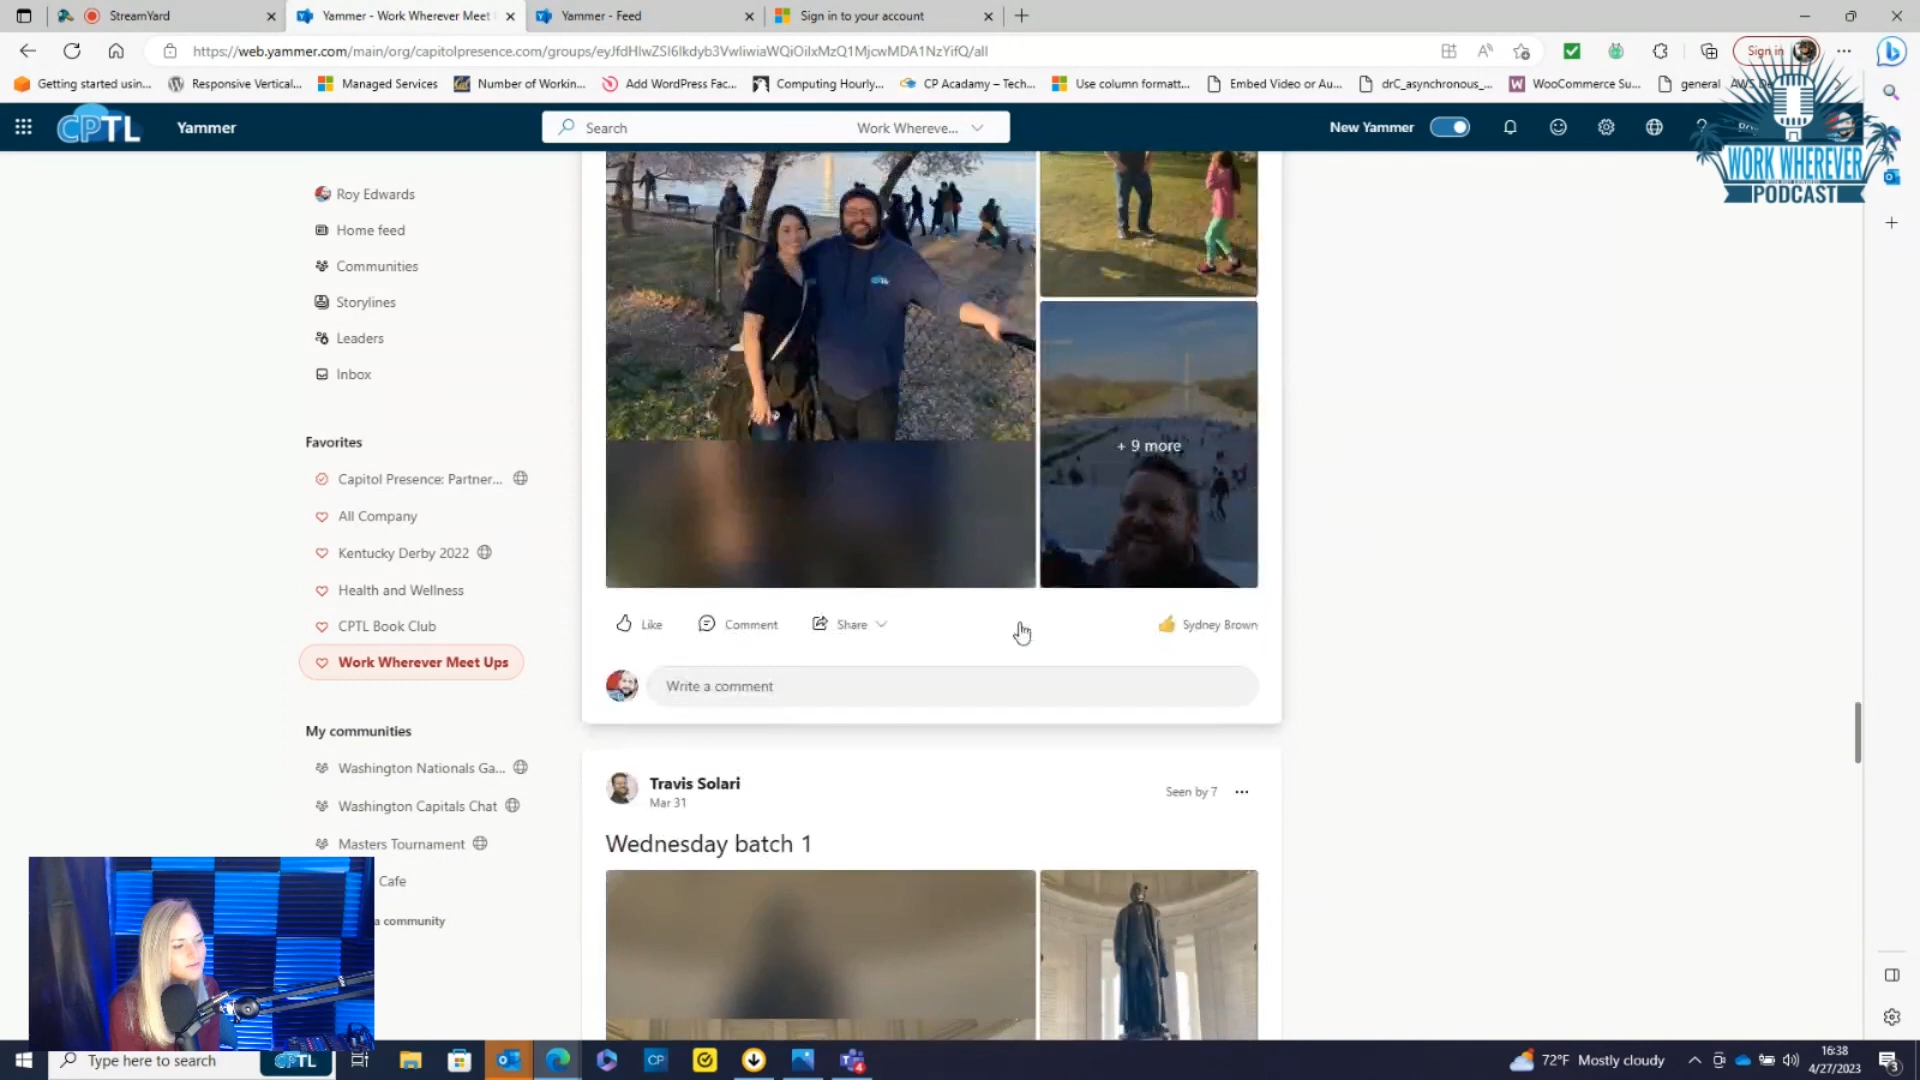 StreamYard
Yammer - Work Wherever Meet
Yammer - Feed
Sign in to your account
https://web.yammer.com/main/org/capitolpresence.com/groups/eyJfdHlwZSI6Ikdyb3VwIiwiaWQiOiIxMzQ1MjcwMDA1NzYifQ/all
Sign in
Getting started usin...
Responsive Vertical...
Managed Services
Number of Workin...
Add WordPress Fac...
Computing Hourly...
CP Acadamy – Tech...
Use column formatt...
Embed Video or Au...
drC_asynchronous_...
WooCommerce Su...
general
CPTL
Yammer
Search
Work Whereve...
New Yammer
WORK WHEREVER
PODCAST
Roy Edwards
Home feed
Communities
Storylines
Leaders
Inbox
Favorites
Capitol Presence: Partner...
All Company
Kentucky Derby 2022
Health and Wellness
CPTL Book Club
Work Wherever Meet Ups
My communities
Washington Nationals Ga...
Washington Capitals Chat
Masters Tournament
Cafe
a community
CPTL
+ 9 more
Like
Comment
Share
Sydney Brown
Write a comment
Travis Solari
Mar 31
Seen by 7
Wednesday batch 1
Type here to search
CPTL
CP
4
72°F Mostly cloudy
16:38
4/27/2023
3